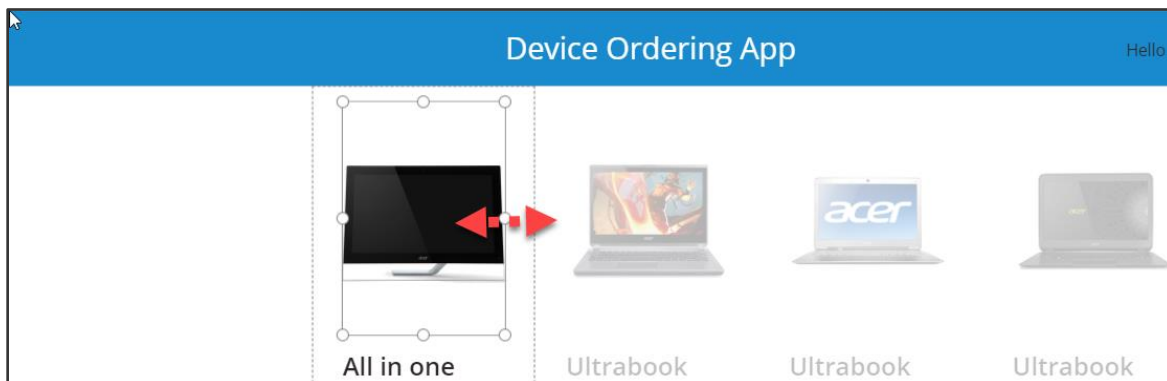 Device Ordering App
Hello
acer
All in one
Ultrabook
Ultrabook
Ultrabook